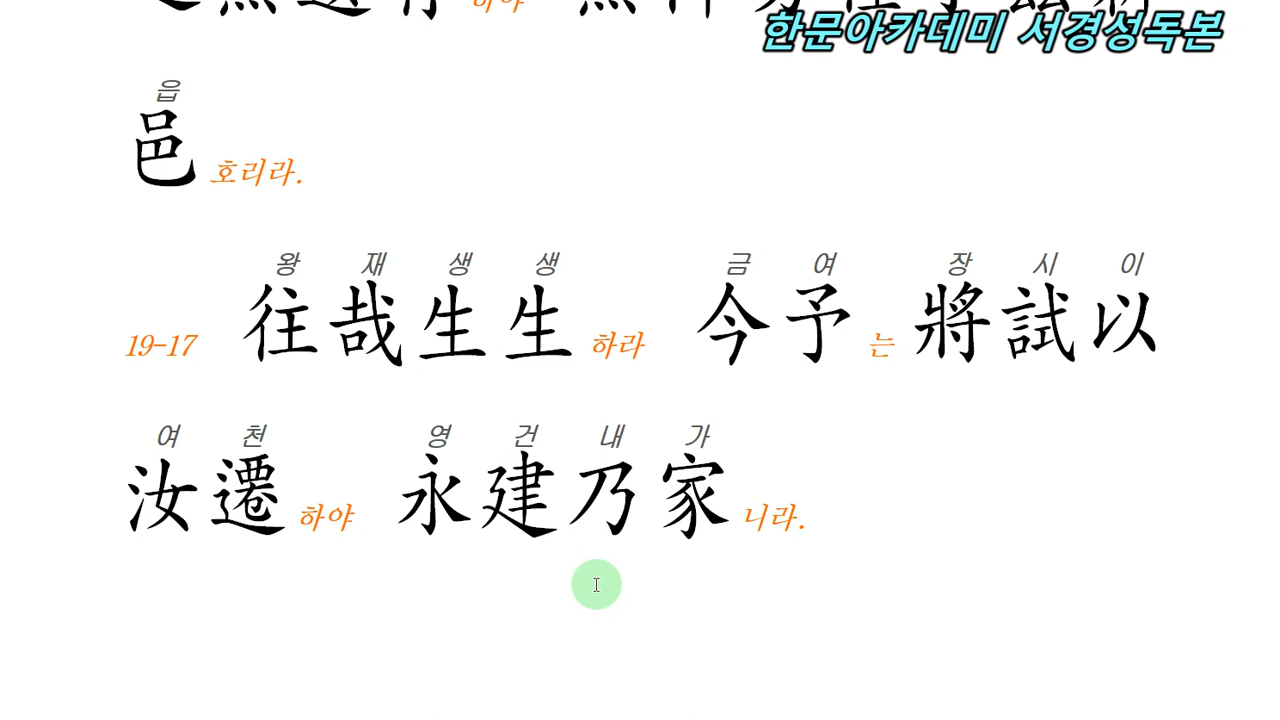 하야
한문아카데미 서경성독본
읍
邑 호리라.
왕 재 생 생 금 여 장 시 이
19-17 往哉生生 하라 今予 는 將試以
여 천 영 건 내 가
汝遷 하야 永建乃家 니라.